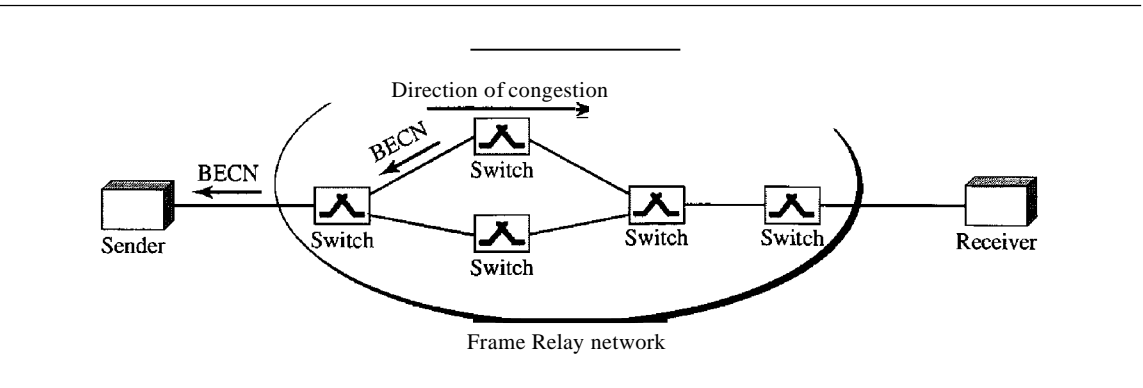 Direction of congestion
BECN
BECN
Switch
Sender
Switch
Switch
Switch
Switch
Receiver
Frame Relay network